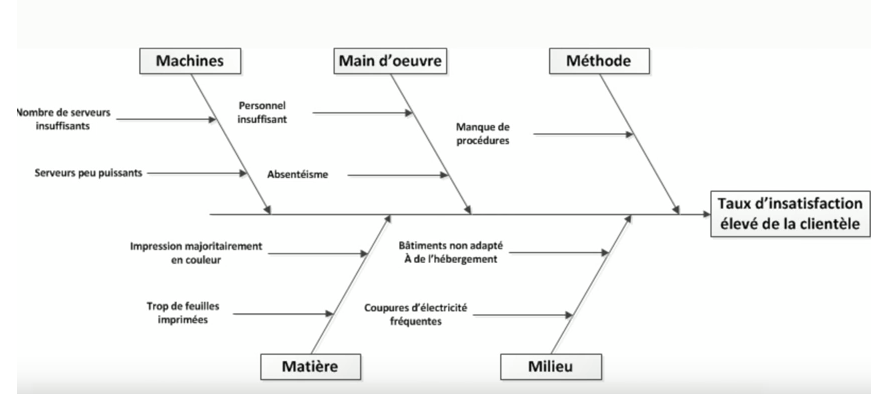 Machines
Main d'oeuvre
Méthode
Nombre de serveurs
insuffisants
Personnel
insuffisant
Manque de
procédures
Serveurs peu puissants
Absentéisme
Taux d'insatisfaction
élevé de la clientèle
Impression majoritairement
en couleur
Bâtiments non adapté
À de l'hébergement
Trop de feuilles
imprimées
Coupures d'électricité
fréquentes
Matière
Milieu